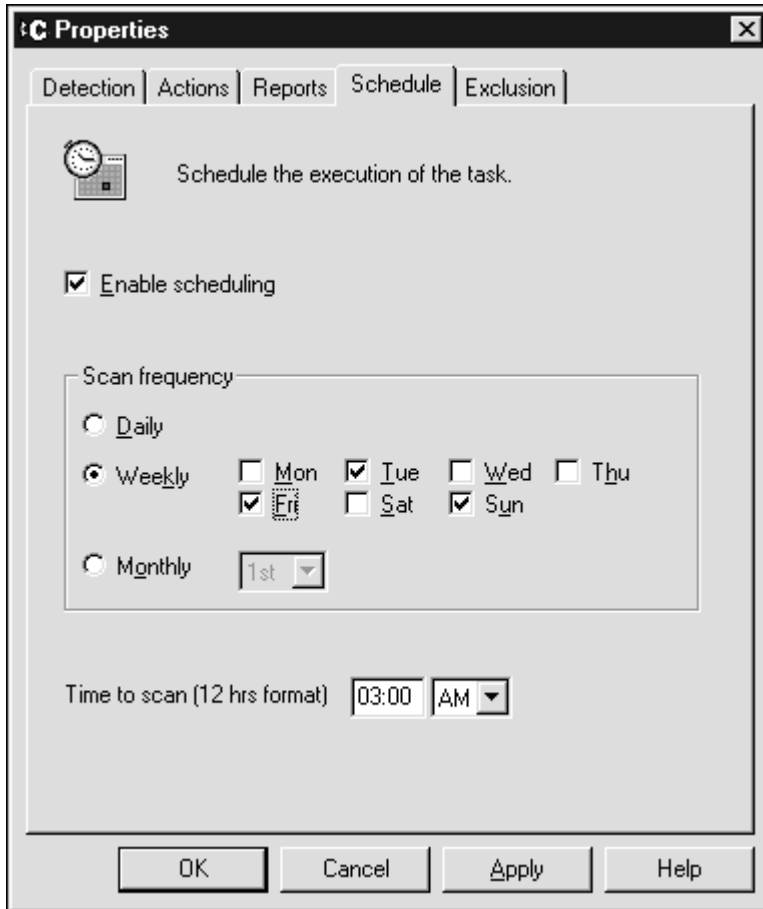 C Properties
Detection Actions Reports Schedule Exclusion
Schedule the execution of the task.
Enable scheduling
Scan frequency
Daily
Weekly Mon Tue Wed Thu
Fri Sat Sun
Monthly 1st
Time to scan (12 hrs format) 03:00 AM
OK Cancel Apply Help